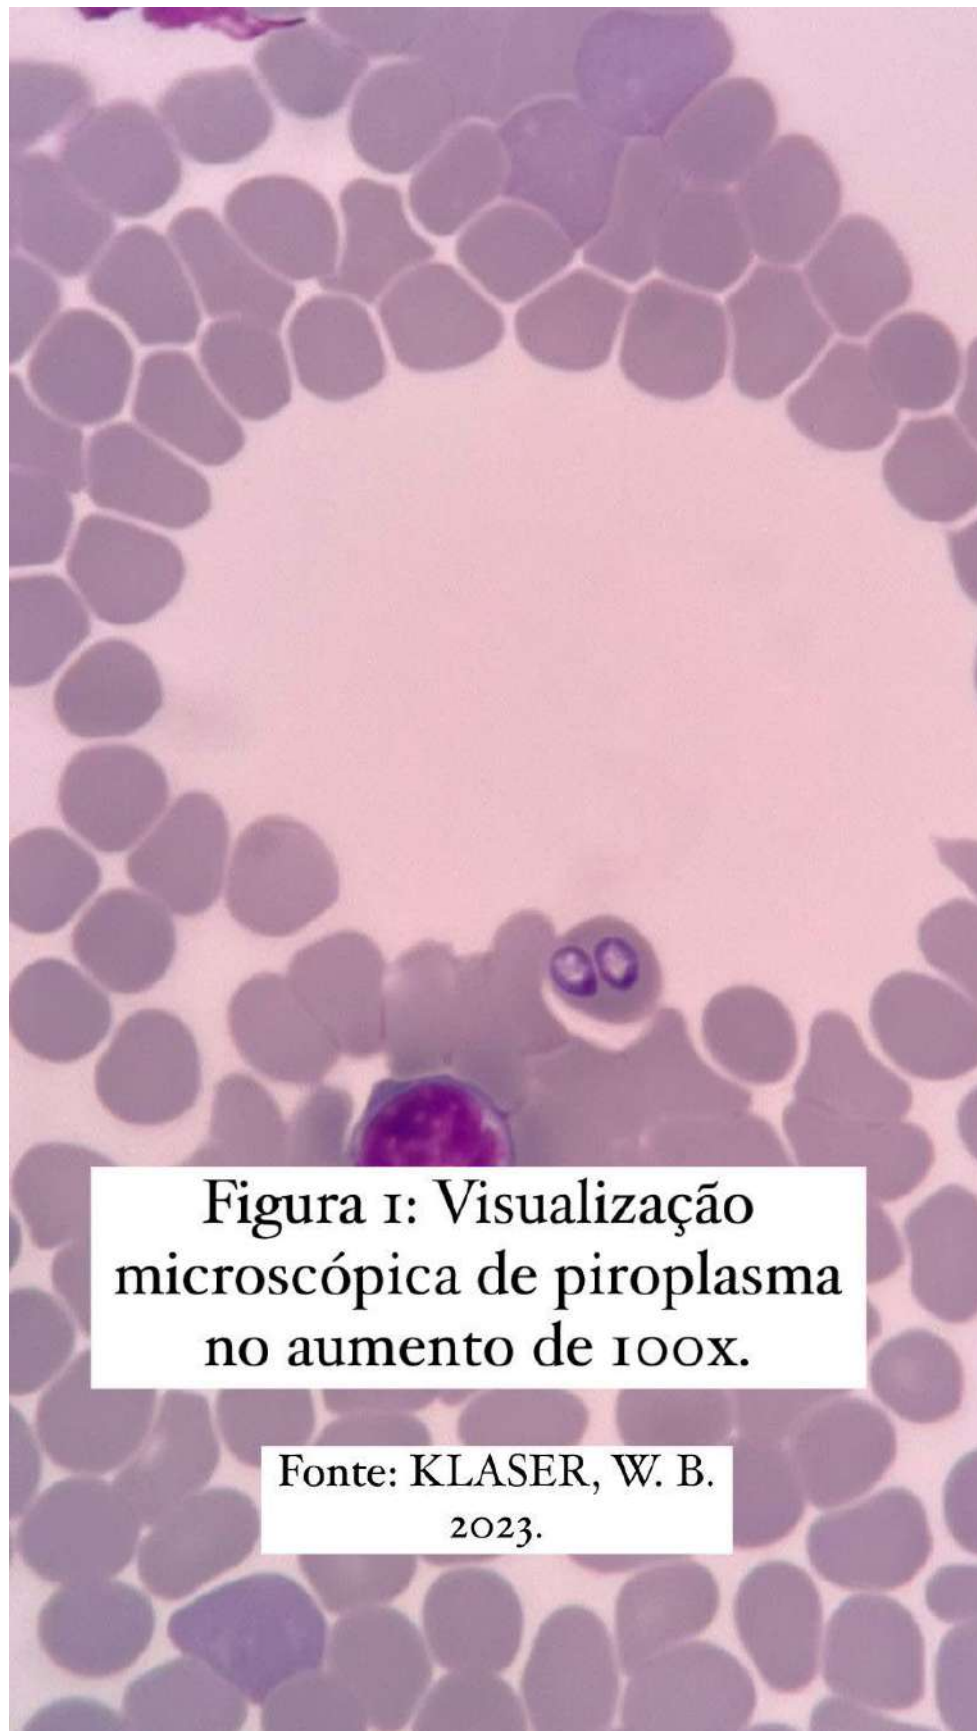 Figura 1: Visualização
microscópica de piroplasma
no aumento de 100x.
Fonte: KLASER, W. B.
2023.